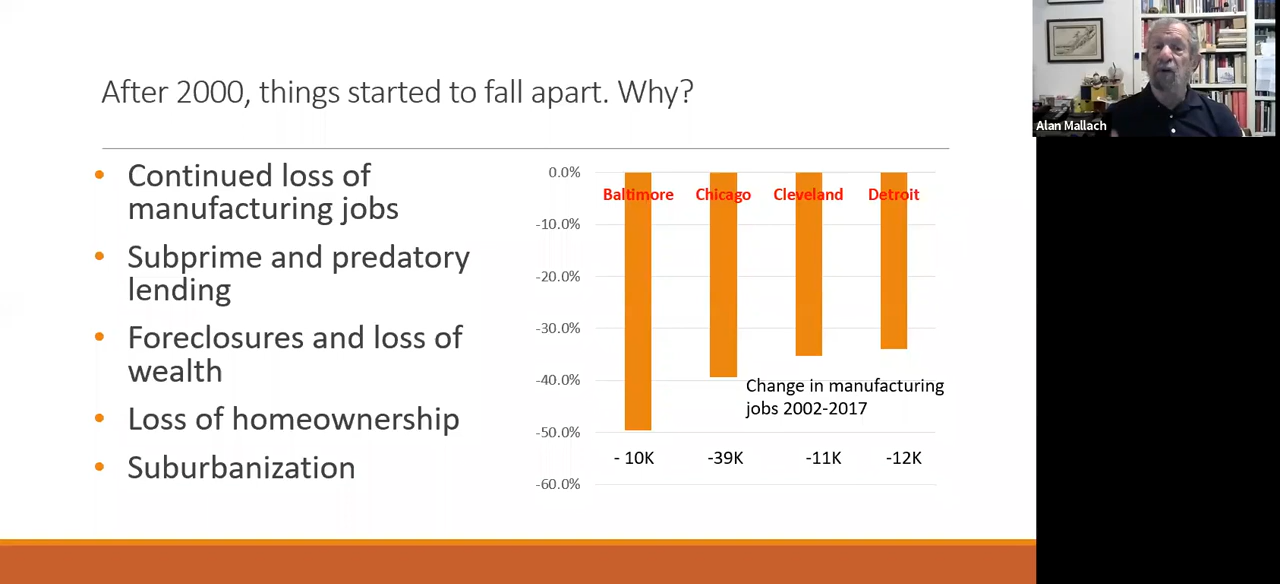 After 2000, things started to fall apart. Why?
• Continued loss of
manufacturing jobs
• Subprime and predatory
lending
• Foreclosures and loss of
wealth
• Loss of homeownership
• Suburbanization
0.0%
-10.0%
-20.0%
-30.0%
-40.0%
-50.0%
-60.0%
Baltimore Chicago Cleveland Detroit
Change in manufacturing
jobs 2002-2017
- 10K -39K -11K -12K
Alan Mallach